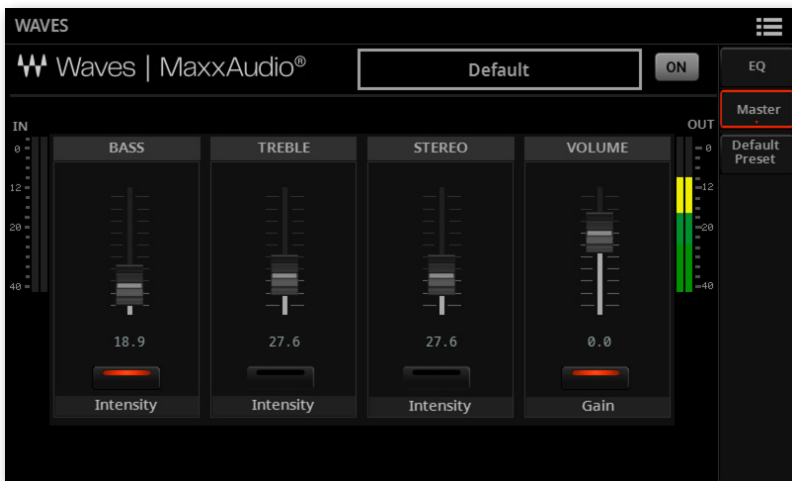 WAVES
Waves | MaxxAudio®
Default
ON
EQ
Master
Default
Preset
IN
OUT
0
12
20
40
BASS
TREBLE
STEREO
VOLUME
0
12
20
40
18.9
27.6
27.6
0.0
Intensity
Intensity
Intensity
Gain